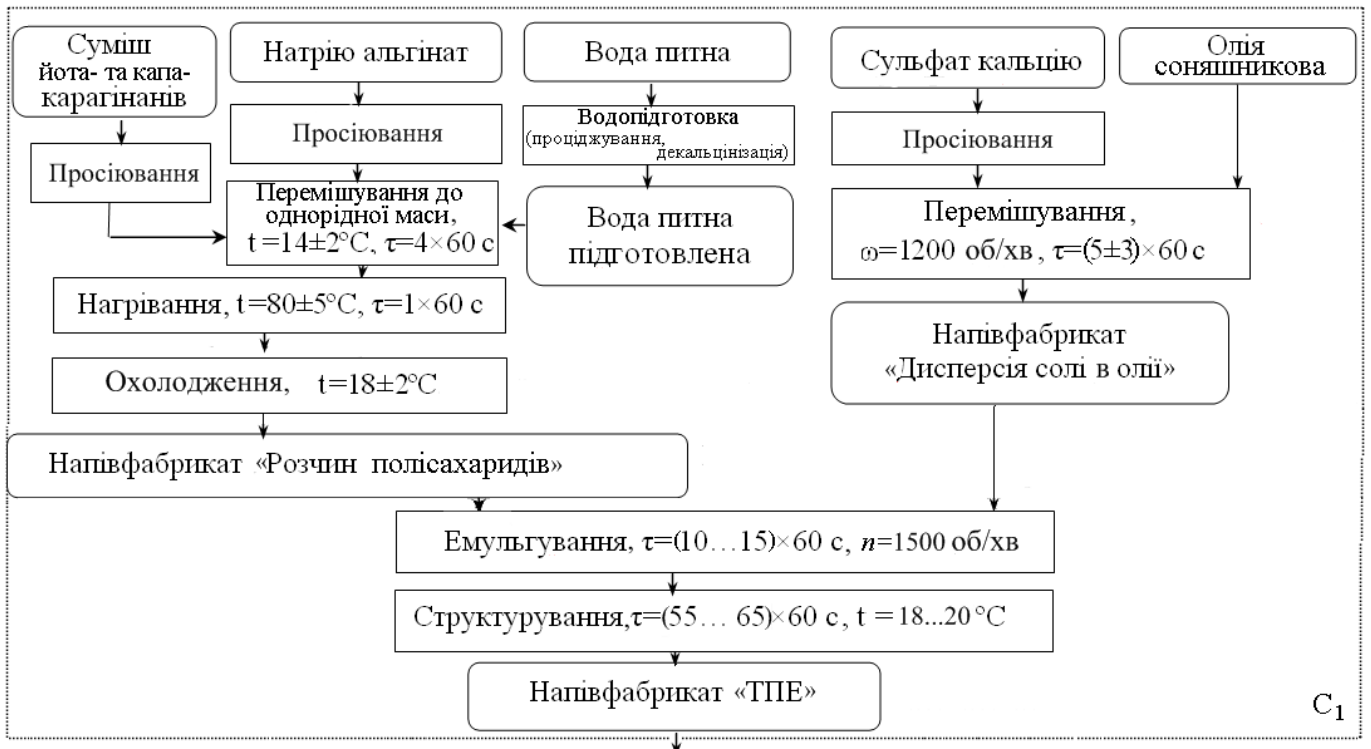 Суміш
йота- та капа-
карагінанів
Натрію альгінат
Вода питна
Сульфат кальцію
Олія
соняшникова
Просіювання
Просіювання
Водопідготовка
(проціджування,
декальцінізація)
Просіювання
Перемішування до
однорідної маси,
t=14±2°C, τ=4×60 с
Вода питна
підготовлена
Перемішування,
ω=1200 об/хв, τ=(5±3)×60 с
Нагрівання, t=80±5°C, τ=1×60 с
Охолодження, t=18±2°C
Напівфабрикат
«Дисперсія солі в олії»
Напівфабрикат «Розчин полісахаридів»
Емульгування, τ=(10…15)×60 с, n=1500 об/хв
Структурування,τ=(55… 65)×60 с, t = 18...20 °C
Напівфабрикат «ТПЕ»
С1